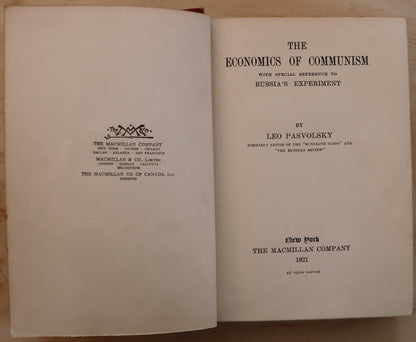 THE MACMILLAN COMPANY
NEW YORK · BOSTON · CHICAGO
DALLAS · ATLANTA · SAN FRANCISCO
MACMILLAN & CO., LIMITED
LONDON · BOMBAY · CALCUTTA
MELBOURNE
THE MACMILLAN CO. OF CANADA, LTD.
TORONTO
THE
ECONOMICS OF COMMUNISM
WITH SPECIAL REFERENCE TO
RUSSIA'S EXPERIMENT
BY
LEO PASVOLSKY
FORMERLY EDITOR OF THE "RUSSKOYE SLOVO" AND
"THE RUSSIAN REVIEW"
New York
THE MACMILLAN COMPANY
1921
All rights reserved